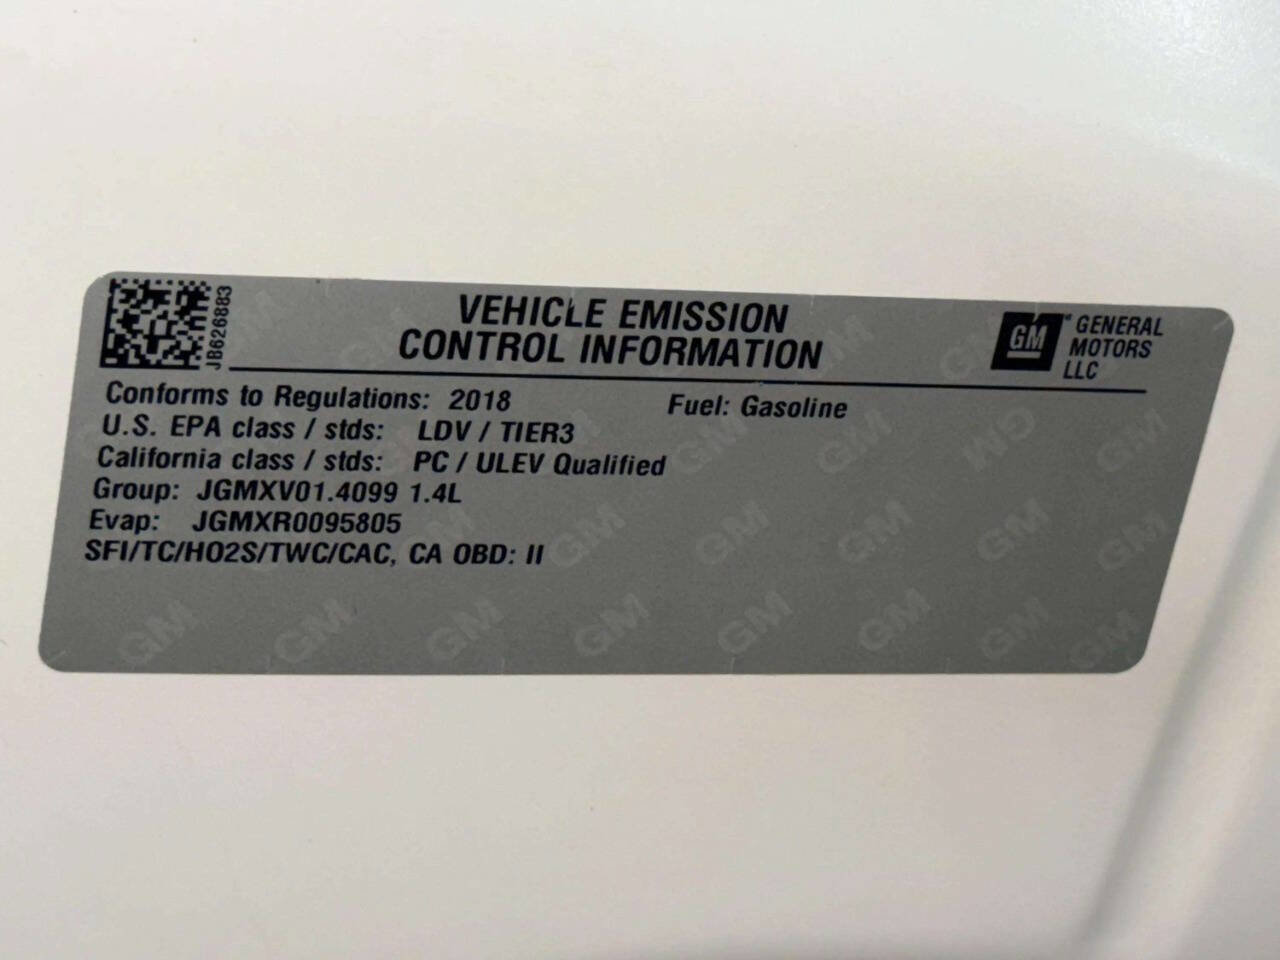 JB626883
VEHICLE EMISSION
CONTROL INFORMATION
GM
GENERAL
MOTORS
LLC
Conforms to Regulations: 2018 Fuel: Gasoline
U.S. EPA class / stds: LDV / TIER3
California class / stds: PC / ULEV Qualified
Group: JGMXV01.4099 1.4L
Evap: JGMXR0095805
SFI/TC/HO2S/TWC/CAC, CA OBD: II